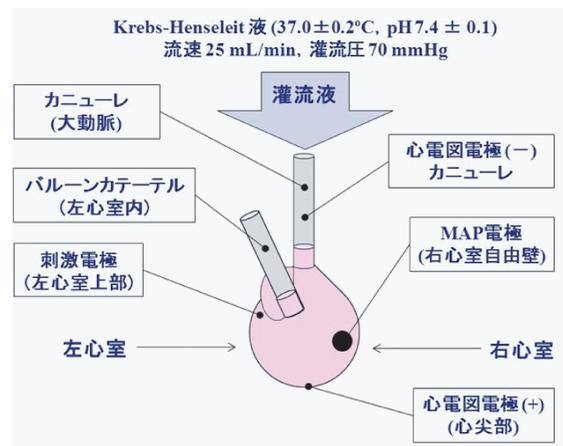 Krebs-Henseleit 液 (37.0±0.2ºC, pH7.4 ± 0.1)
流速 25 mL/min, 灌流圧 70 mmHg
灌流液
カニューレ
(大動脈)
心電図電極(－)
カニューレ
バルーンカテーテル
(左心室内)
MAP電極
(右心室自由壁)
刺激電極
(左心室上部)
左心室
右心室
心電図電極(+)
(心尖部)